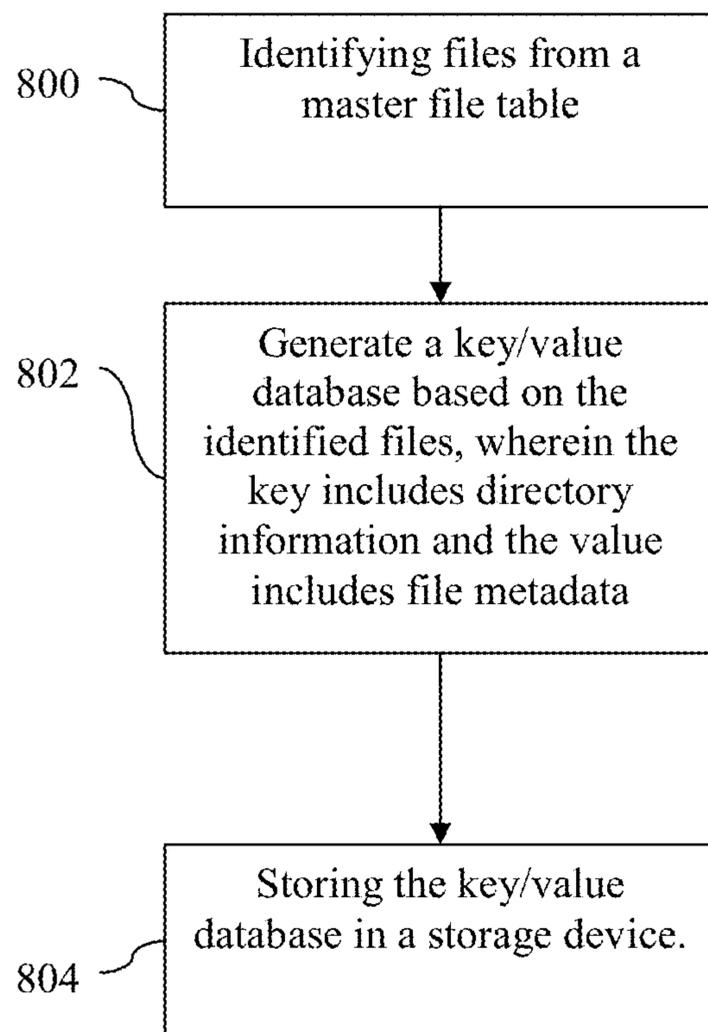 800
Identifying files from a
master file table
802
Generate a key/value
database based on the
identified files, wherein the
key includes directory
information and the value
includes file metadata
804
Storing the key/value
database in a storage device.